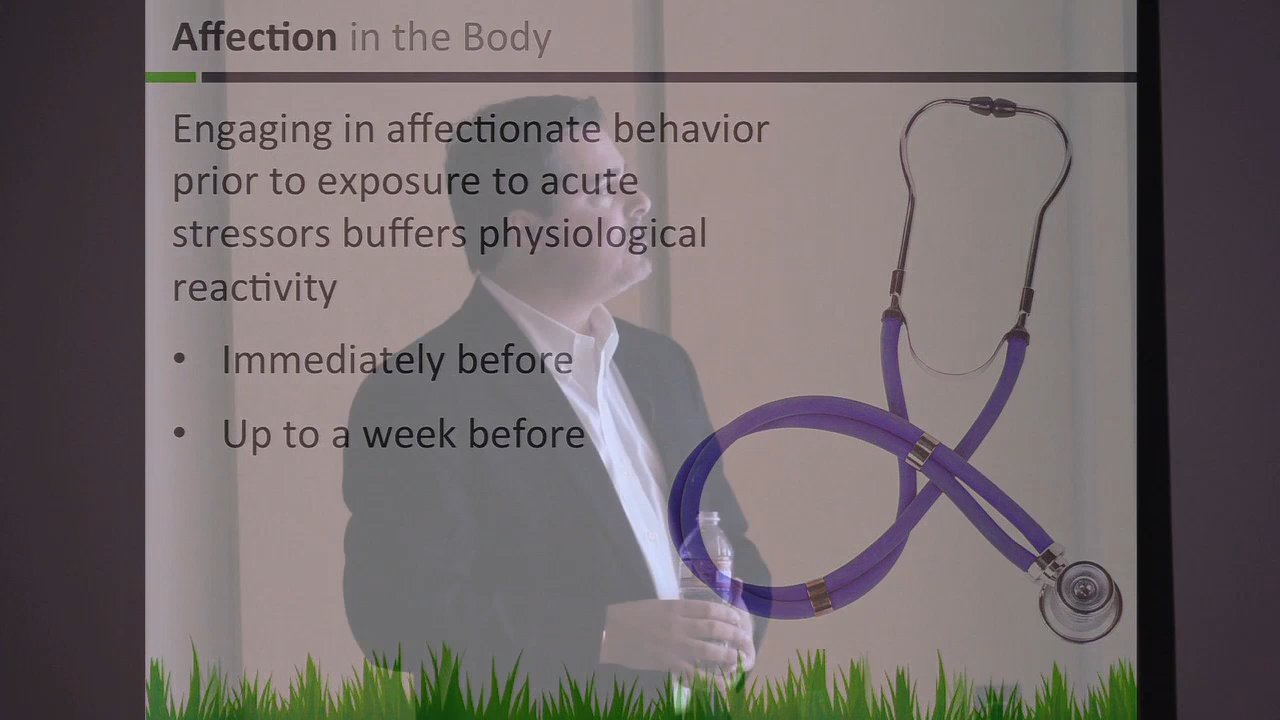 Affection in the Body
Engaging in affectionate behavior
prior to exposure to acute
stressors buffers physiological
reactivity
• Immediately before
• Up to a week before